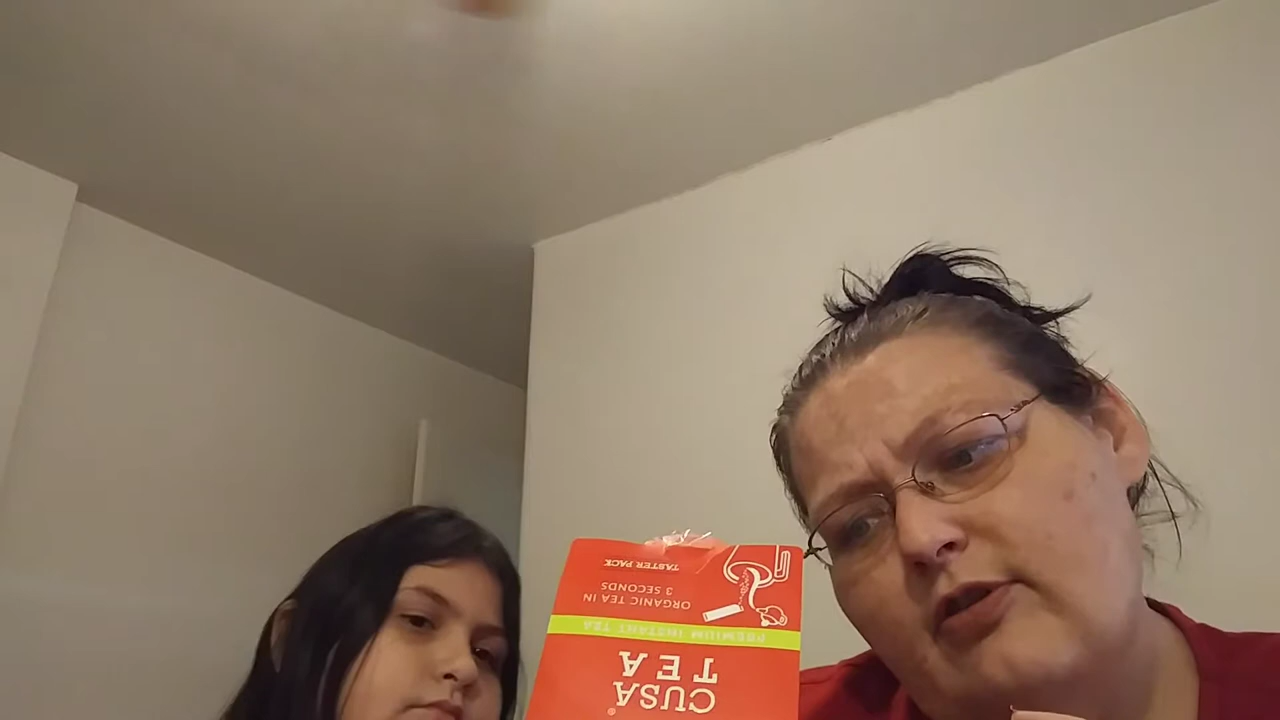 CUSA®
TEA
PREMIUM INSTANT TEA
ORGANIC TEA IN
3 SECONDS
TASTER PACK